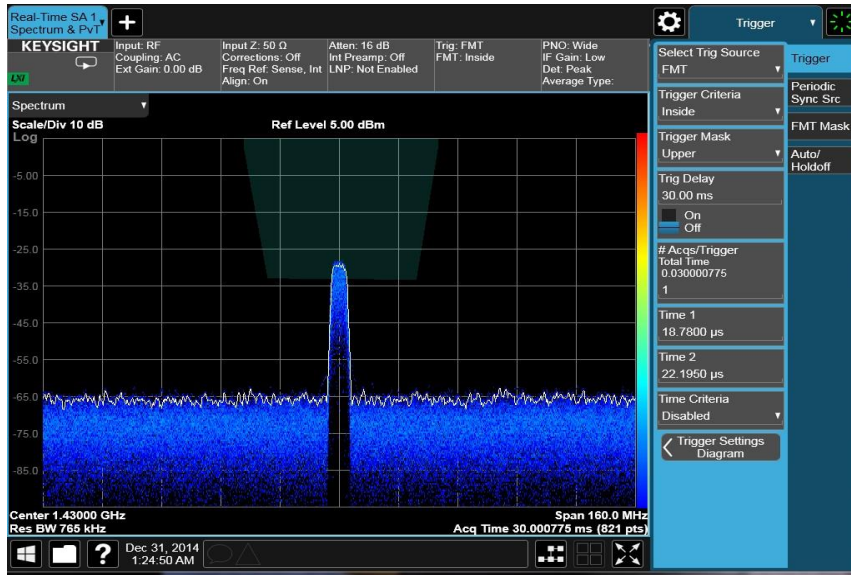 Real-Time SA 1
Spectrum & PvT
Trigger
KEYSIGHT
LXI
Input: RF
Coupling: AC
Ext Gain: 0.00 dB
Input Z: 50 Ω
Corrections: Off
Freq Ref: Sense, Int
Align: On
Atten: 16 dB
Int Preamp: Off
LNP: Not Enabled
Trig: FMT
FMT: Inside
PNO: Wide
IF Gain: Low
Det: Peak
Average Type:
Spectrum
Scale/Div 10 dB
Ref Level 5.00 dBm
Log
-5.00
-15.0
-25.0
-35.0
-45.0
-55.0
-65.0
-75.0
-85.0
Center 1.43000 GHz
Span 160.0 MHz
Res BW 765 kHz
Acq Time 30.000775 ms (821 pts)
Select Trig Source
FMT
Trigger Criteria
Inside
Trigger Mask
Upper
Trig Delay
30.00 ms
On
Off
# Acqs/Trigger
Total Time
0.030000775
1
Time 1
18.7800 µs
Time 2
22.1950 µs
Time Criteria
Disabled
Trigger Settings
Diagram
Trigger
Periodic
Sync Src
FMT Mask
Auto/
Holdoff
?
Dec 31, 2014
1:24:50 AM